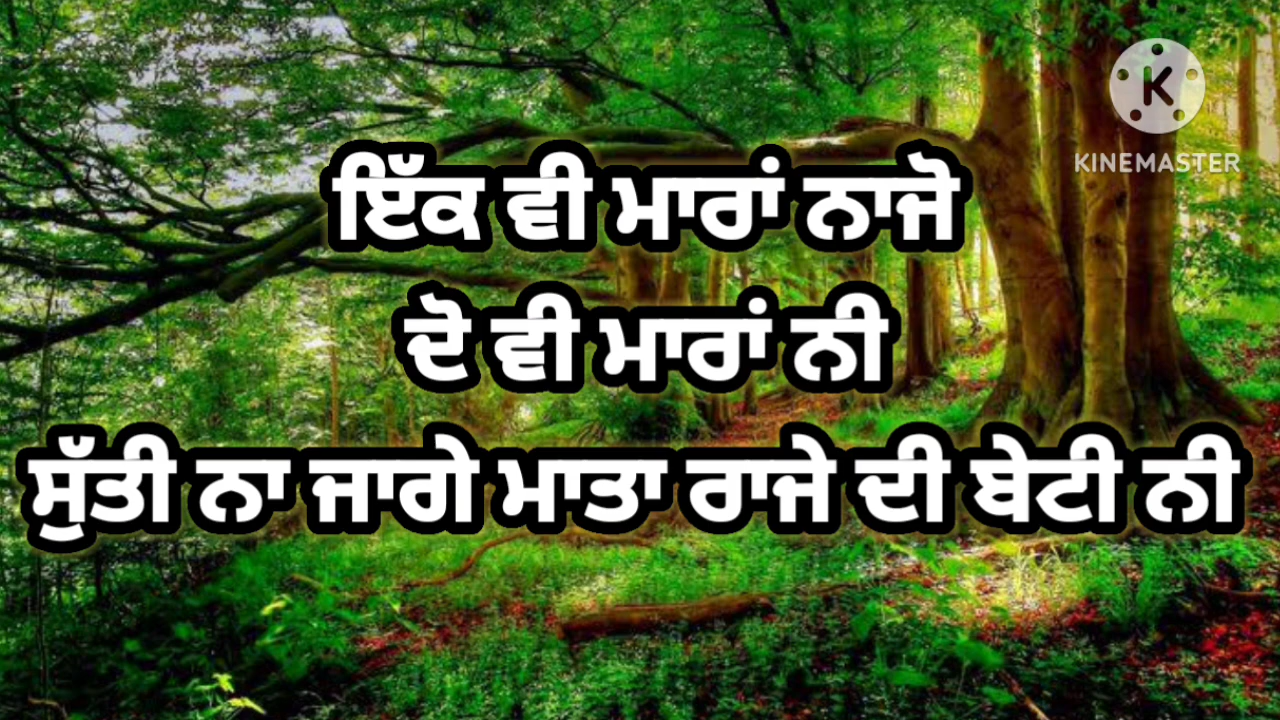 KINEMASTER
ਇੱਕ ਵੀ ਮਾਰਾਂ ਨਾਜੋ
ਦੋ ਵੀ ਮਾਰਾਂ ਨੀ
ਸੁੱਤੀ ਨਾ ਜਾਗੇ ਮਾਤਾ ਰਾਜੇ ਦੀ ਬੇਟੀ ਨੀ